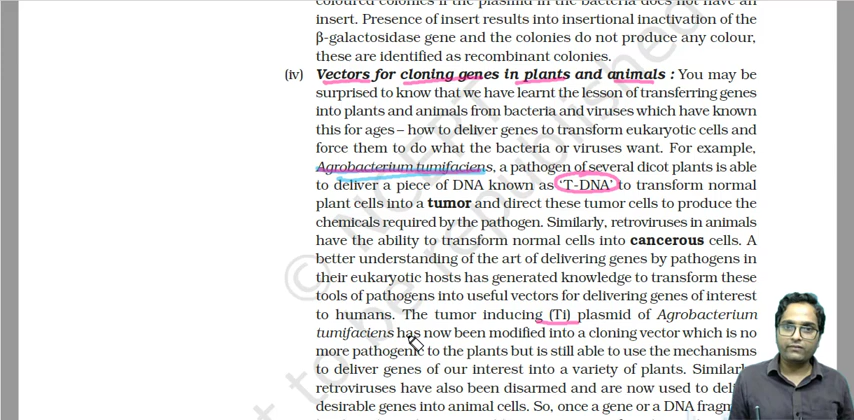 coloured colonies if the plasmid in the bacteria does not have an
insert. Presence of insert results into insertional inactivation of the
β-galactosidase gene and the colonies do not produce any colour,
these are identified as recombinant colonies.
(iv) Vectors for cloning genes in plants and animals : You may be
surprised to know that we have learnt the lesson of transferring genes
into plants and animals from bacteria and viruses which have known
this for ages – how to deliver genes to transform eukaryotic cells and
force them to do what the bacteria or viruses want. For example,
Agrobacterium tumifaciens, a pathogen of several dicot plants is able
to deliver a piece of DNA known as ‘T-DNA’ to transform normal
plant cells into a tumor and direct these tumor cells to produce the
chemicals required by the pathogen. Similarly, retroviruses in animals
have the ability to transform normal cells into cancerous cells. A
better understanding of the art of delivering genes by pathogens in
their eukaryotic hosts has generated knowledge to transform these
tools of pathogens into useful vectors for delivering genes of interest
to humans. The tumor inducing (Ti) plasmid of Agrobacterium
tumifaciens has now been modified into a cloning vector which is no
more pathogenic to the plants but is still able to use the mechanisms
to deliver genes of our interest into a variety of plants.
retroviruses have also been disarmed and are now used to
desirable genes into animal cells. So, once a gene or a DNA
© NCERT
not to be republished